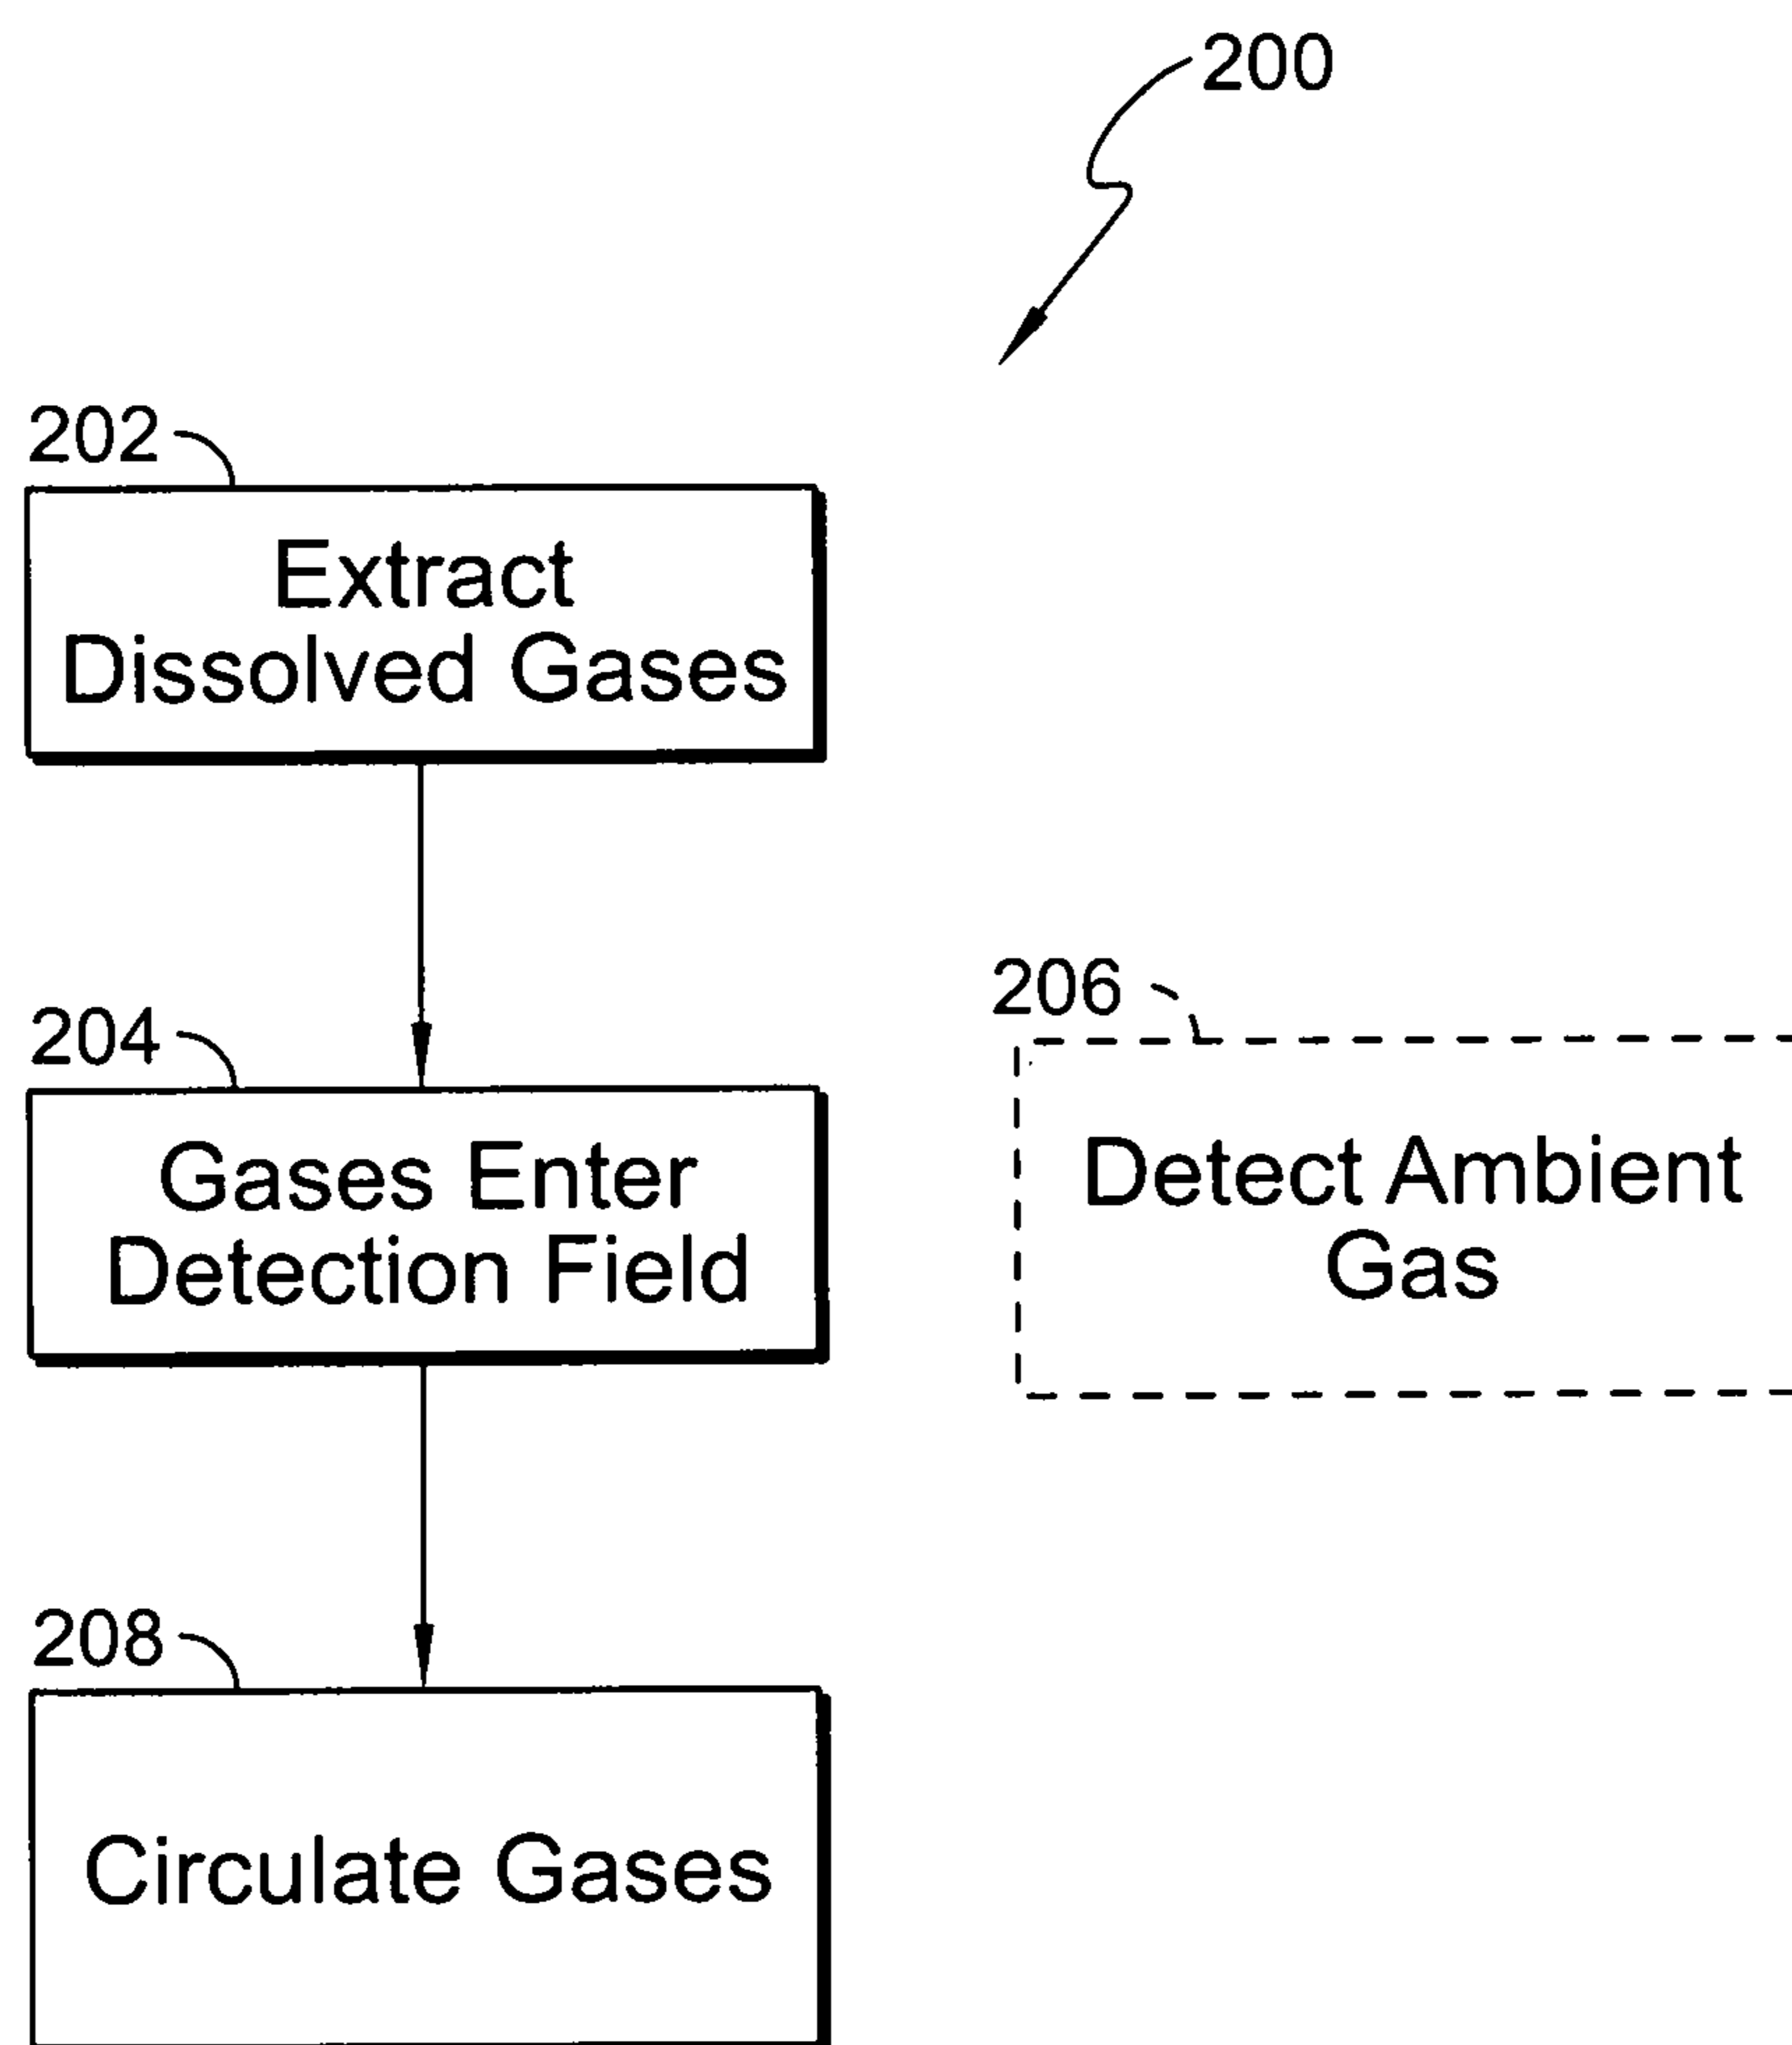 200
202
Extract
Dissolved Gases
204
Gases Enter
Detection Field
206
Detect Ambient
Gas
208
Circulate Gases